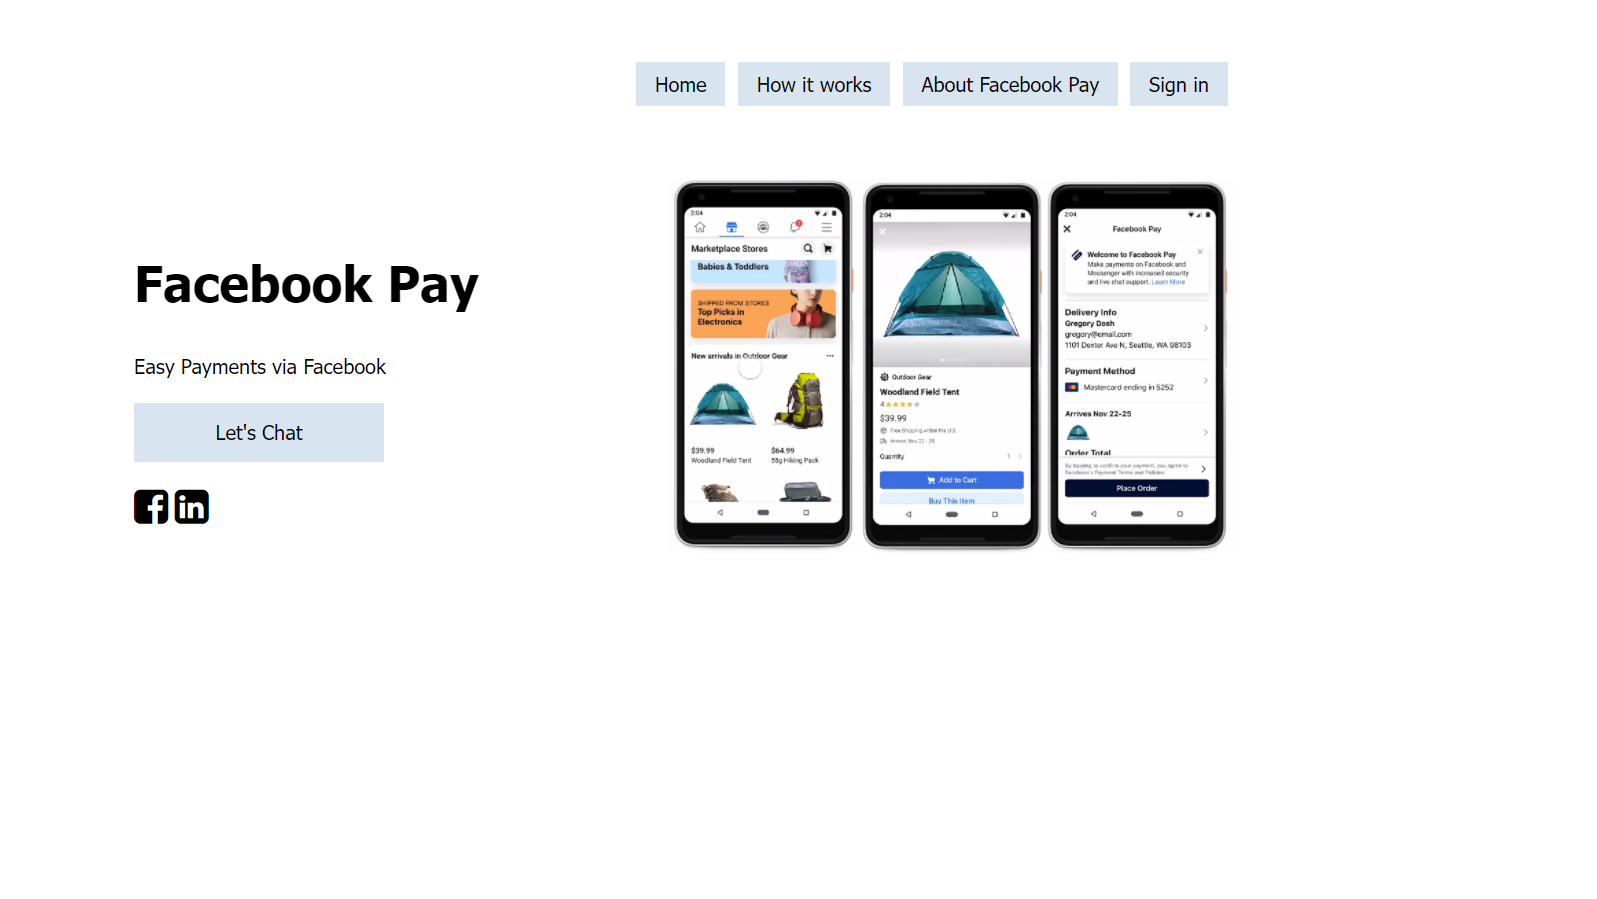 Home
How it works
About Facebook Pay
Sign in
Facebook Pay
Easy Payments via Facebook
Let's Chat
in
2:04
Marketplace Stores
Babies & Toddlers
SHIPPED FROM STORES
Top Picks in
Electronics
New arrivals in Outdoor Gear
$39.99
Woodland Field Tent
$64.99
55g Hiking Pack
2:04
Outdoor Gear
Woodland Field Tent
4
$39.99
Free Shipping within the U.S.
Arrives Nov 22 - 25
Quantity
1
Add to Cart
Buy This Item
2:04
Facebook Pay
Welcome to Facebook Pay
Make payments on Facebook and
Messenger with increased security
and live chat support. Learn More
Delivery Info
Gregory Dosh
gregory@email.com
1101 Dexter Ave N, Seattle, WA 98103
Payment Method
Mastercard ending in 5252
Arrives Nov 22-25
Order Total
By tapping to confirm your payment, you agree to
Facebook's Payment Terms and Policies
Place Order